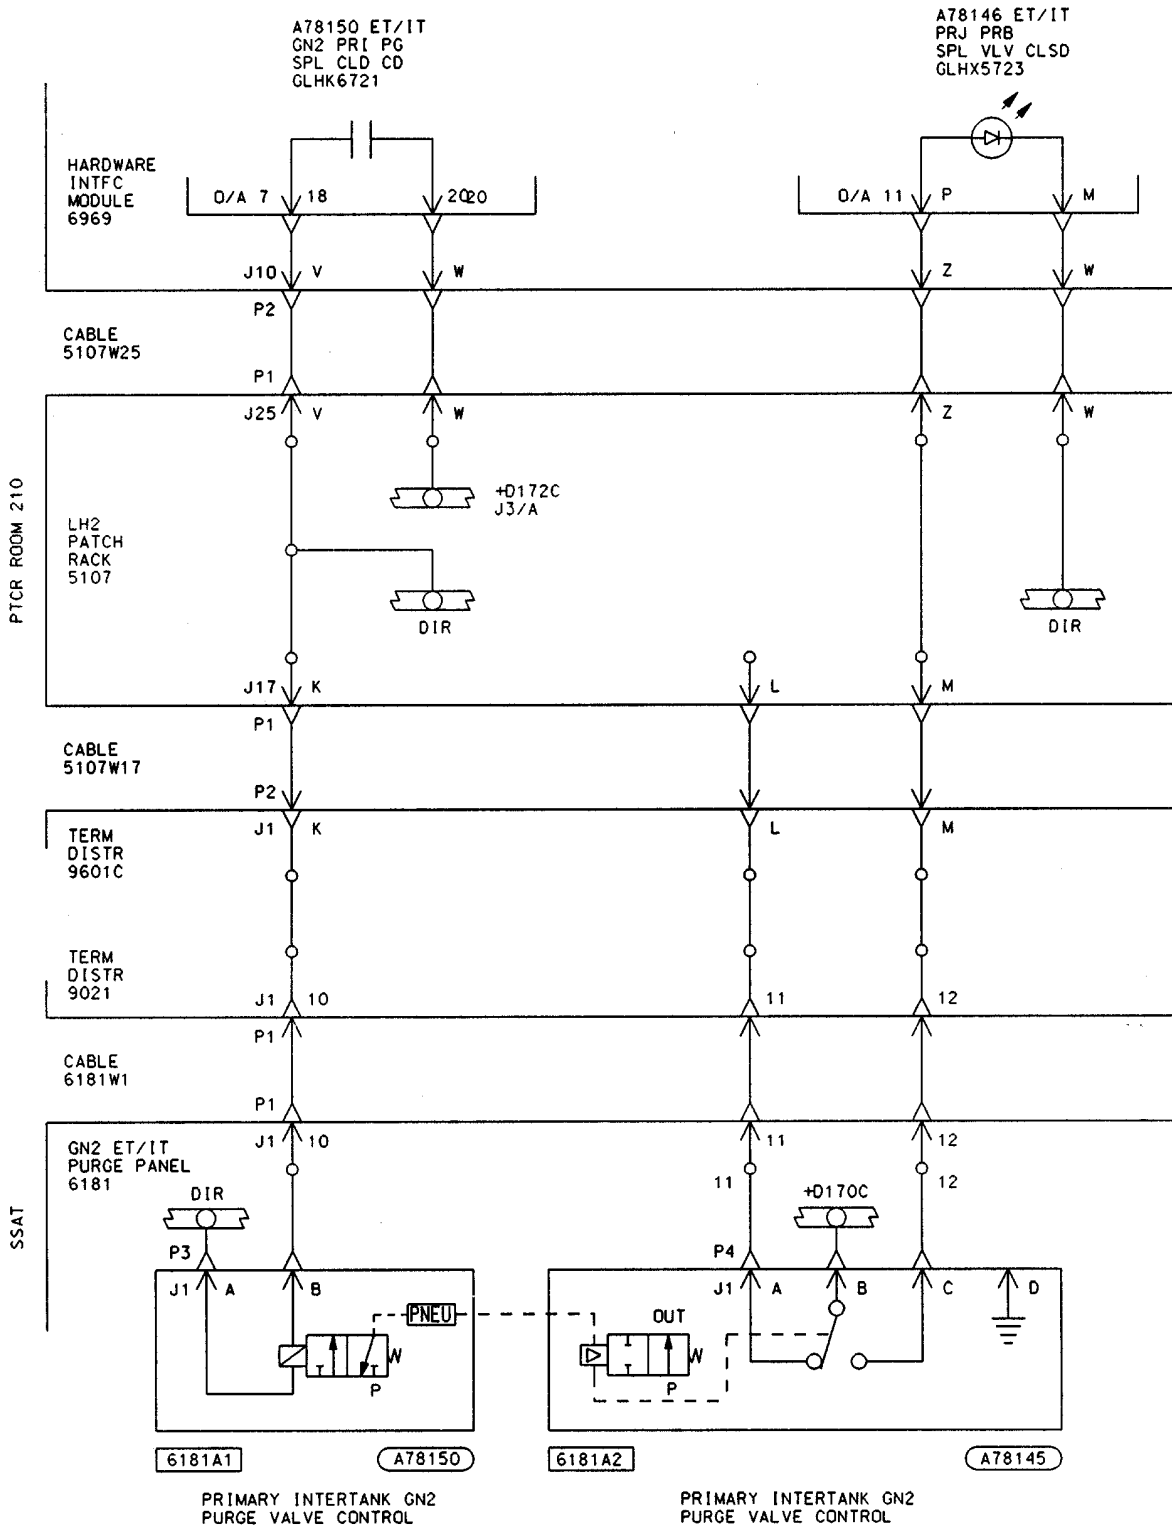 A78150 ET/IT
GN2 PRI PG
SPL CLD CD
GLHK6721
A78146 ET/IT
PRJ PRB
SPL VLV CLSD
GLHX5723
HARDWARE
INTFC
MODULE
6969
O/A 7 18 20 20
O/A 11 P M
J10 V W Z W
P2
CABLE
5107W25
P1
J25 V W Z W
+D172C
J3/A
PTCR ROOM 210
LH2
PATCH
RACK
5107
DIR
DIR
J17 K L M
P1
CABLE
5107W17
P2
J1 K L M
TERM
DISTR
9601C
TERM
DISTR
9021
J1 10 11 12
P1
CABLE
6181W1
P1
J1 10 11 12
GN2 ET/IT
PURGE PANEL
6181
11 12
SSAT
DIR
+D170C
P3 P4
J1 A B J1 A B C D
PNEU
OUT
P P
6181A1
A78150
6181A2
A78145
PRIMARY INTERTANK GN2
PURGE VALVE CONTROL
PRIMARY INTERTANK GN2
PURGE VALVE CONTROL